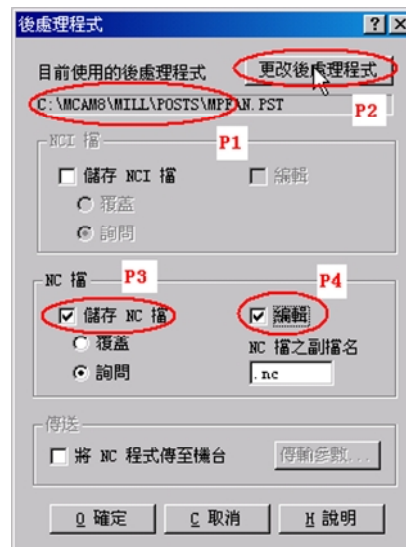 後處理程式
目前使用的後處理程式 更改後處理程式
C:\MCAM8\MILL\POSTS\MPFAN.PST P2
NCI 檔 P1
儲存 NCI 檔 編輯
覆蓋
詢問
NC 檔 P3 P4
儲存 NC 檔 編輯
覆蓋 NC 檔之副檔名
詢問 .nc
傳送
將 NC 程式傳至機台 傳輸參數...
O 確定 C 取消 H 說明